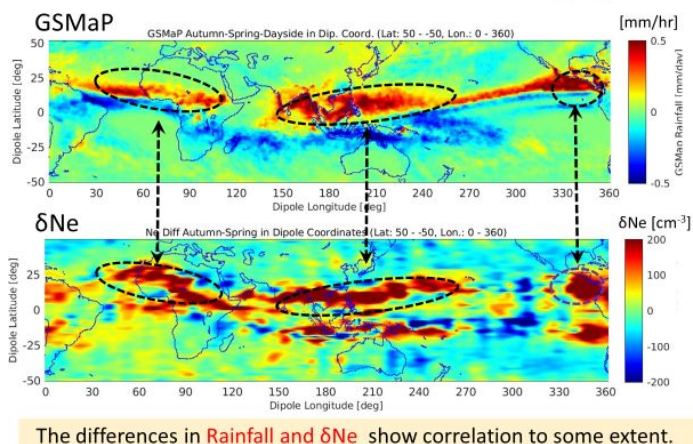 GSMaP
[mm/hr]
GSMaP Autumn-Spring-Dayside in Dip. Coord. (Lat: 50 - -50, Lon.: 0 - 360)
50
25
0
-25
-50
Dipole Latitude [deg]
0 30 60 90 120 150 180 210 240 270 300 330 360
Dipole Longitude [deg]
0.5
0
-0.5
GSMap Rainfall [mm/day]
δNe
δNe [cm-3]
Ne Diff Autumn-Spring in Dipole Coordinates (Lat: 50 - -50, Lon.: 0 - 360)
25
0
-25
-50
Dipole Latitude [deg]
0 30 60 90 120 150 180 210 240 270 300 330 360
Dipole Longitude [deg]
200
100
0
-100
-200
The differences in Rainfall and δNe show correlation to some extent.